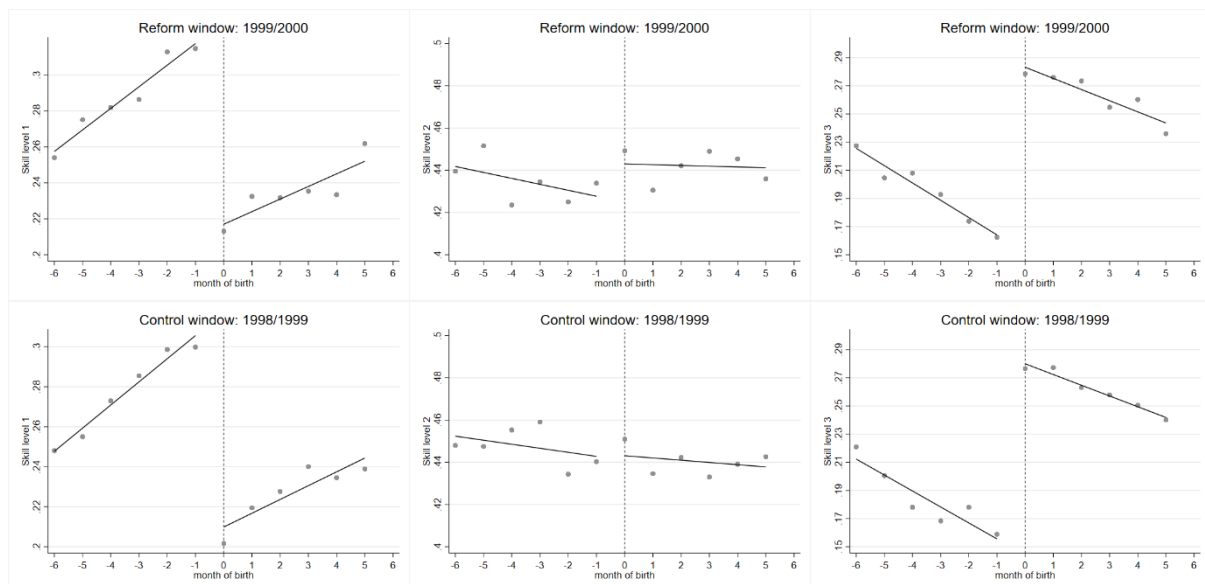 Reform window: 1999/2000
Skill level 1
.2 .22 .24 .26 .28 .3
-6 -5 -4 -3 -2 -1 0 1 2 3 4 5 6
month of birth
Reform window: 1999/2000
Skill level 2
.4 .42 .44 .46 .48 .5
-6 -5 -4 -3 -2 -1 0 1 2 3 4 5 6
month of birth
Reform window: 1999/2000
Skill level 3
.15 .17 .19 .21 .23 .25 .27 .29
-6 -5 -4 -3 -2 -1 0 1 2 3 4 5 6
month of birth
Control window: 1998/1999
Skill level 1
.2 .22 .24 .26 .28 .3
-6 -5 -4 -3 -2 -1 0 1 2 3 4 5 6
month of birth
Control window: 1998/1999
Skill level 2
.4 .42 .44 .46 .48 .5
-6 -5 -4 -3 -2 -1 0 1 2 3 4 5 6
month of birth
Control window: 1998/1999
Skill level 3
.15 .17 .19 .21 .23 .25 .27 .29
-6 -5 -4 -3 -2 -1 0 1 2 3 4 5 6
month of birth